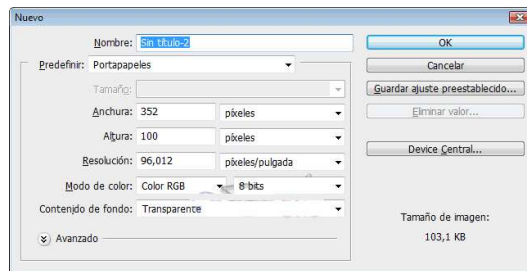 Nuevo
Nombre: Sin título-2
OK
Predefinir: Portapapeles
Cancelar
Tamaño:
Guardar ajuste preestablecido...
Anchura: 352 píxeles
Eliminar valor...
Altura: 100 píxeles
Resolución: 96,012 píxeles/pulgada
Device Central...
Modo de color: Color RGB 8 bits
Contenido de fondo: Transparente
Tamaño de imagen:
Avanzado
103,1 KB